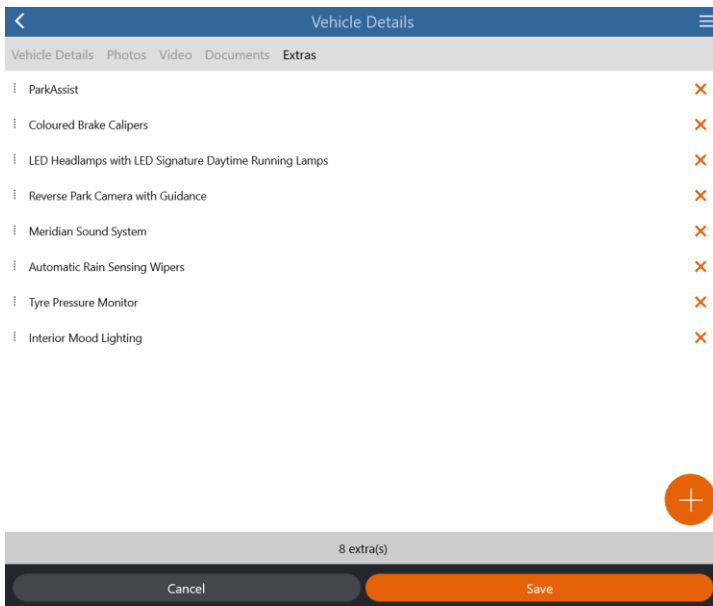 Vehicle Details
Vehicle Details Photos Video Documents Extras
ParkAssist
Coloured Brake Calipers
LED Headlamps with LED Signature Daytime Running Lamps
Reverse Park Camera with Guidance
Meridian Sound System
Automatic Rain Sensing Wipers
Tyre Pressure Monitor
Interior Mood Lighting
8 extra(s)
Cancel Save